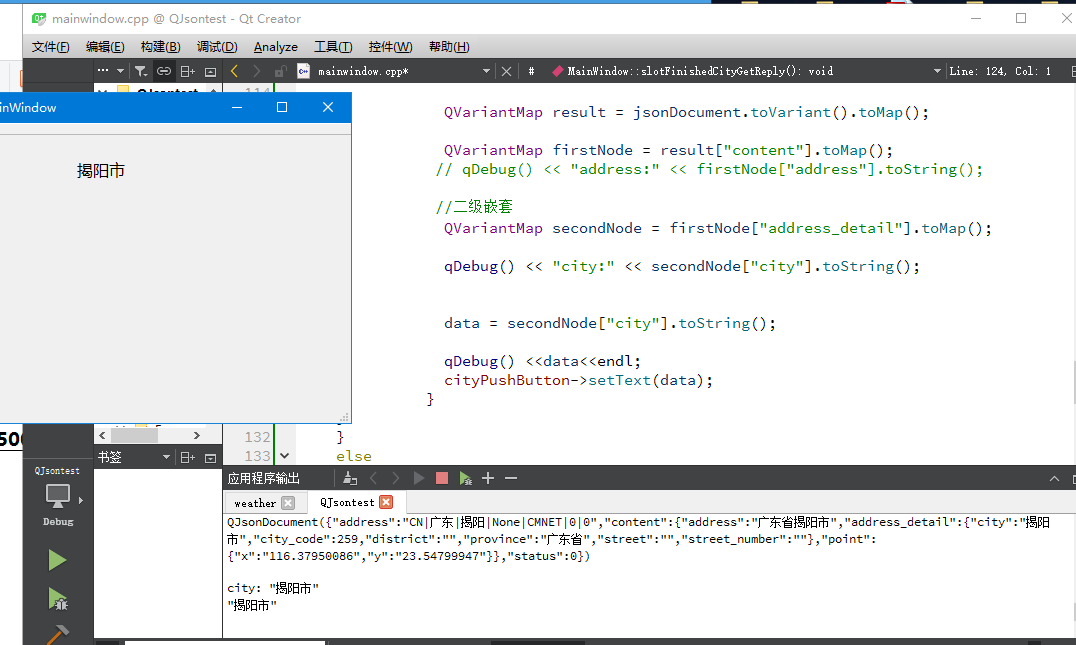 mainwindow.cpp @ QJsontest - Qt Creator
文件(F) 编辑(E) 构建(B) 调试(D) Analyze 工具(T) 控件(W) 帮助(H)
mainwindow.cpp* # MainWindow::slotFinishedCityGetReply(): void Line: 124, Col: 1
inWindow
揭阳市
QVariantMap result = jsonDocument.toVariant().toMap();
QVariantMap firstNode = result["content"].toMap();
// qDebug() << "address:" << firstNode["address"].toString();
//二级嵌套
QVariantMap secondNode = firstNode["address_detail"].toMap();
qDebug() << "city:" << secondNode["city"].toString();
data = secondNode["city"].toString();
qDebug() <<data<<endl;
cityPushButton->setText(data);
}
132 }
133 else
500
书签
QJsontest
Debug
应用程序输出
weather QJsontest
QJsonDocument({"address":"CN|广东|揭阳|None|CMNET|0|0","content":{"address":"广东省揭阳市","address_detail":{"city":"揭阳
市","city_code":259,"district":"","province":"广东省","street":"","street_number":""},"point":
{"x":"116.37950086","y":"23.54799947"}},"status":0})
city: "揭阳市"
"揭阳市"